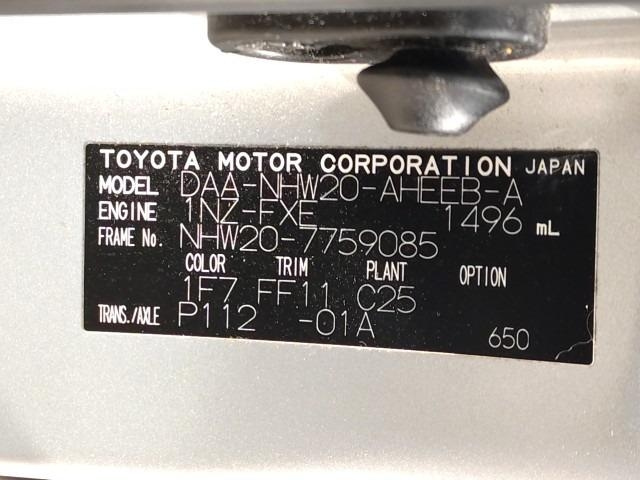 TOYOTA MOTOR CORPORATION JAPAN
MODEL DAA-NHW20-AHEEB-A
ENGINE 1NZ-FXE 1496 mL
FRAME No. NHW20-7759085
COLOR TRIM PLANT OPTION
1F7 FF11 C25
TRANS./AXLE P112 -01A
650